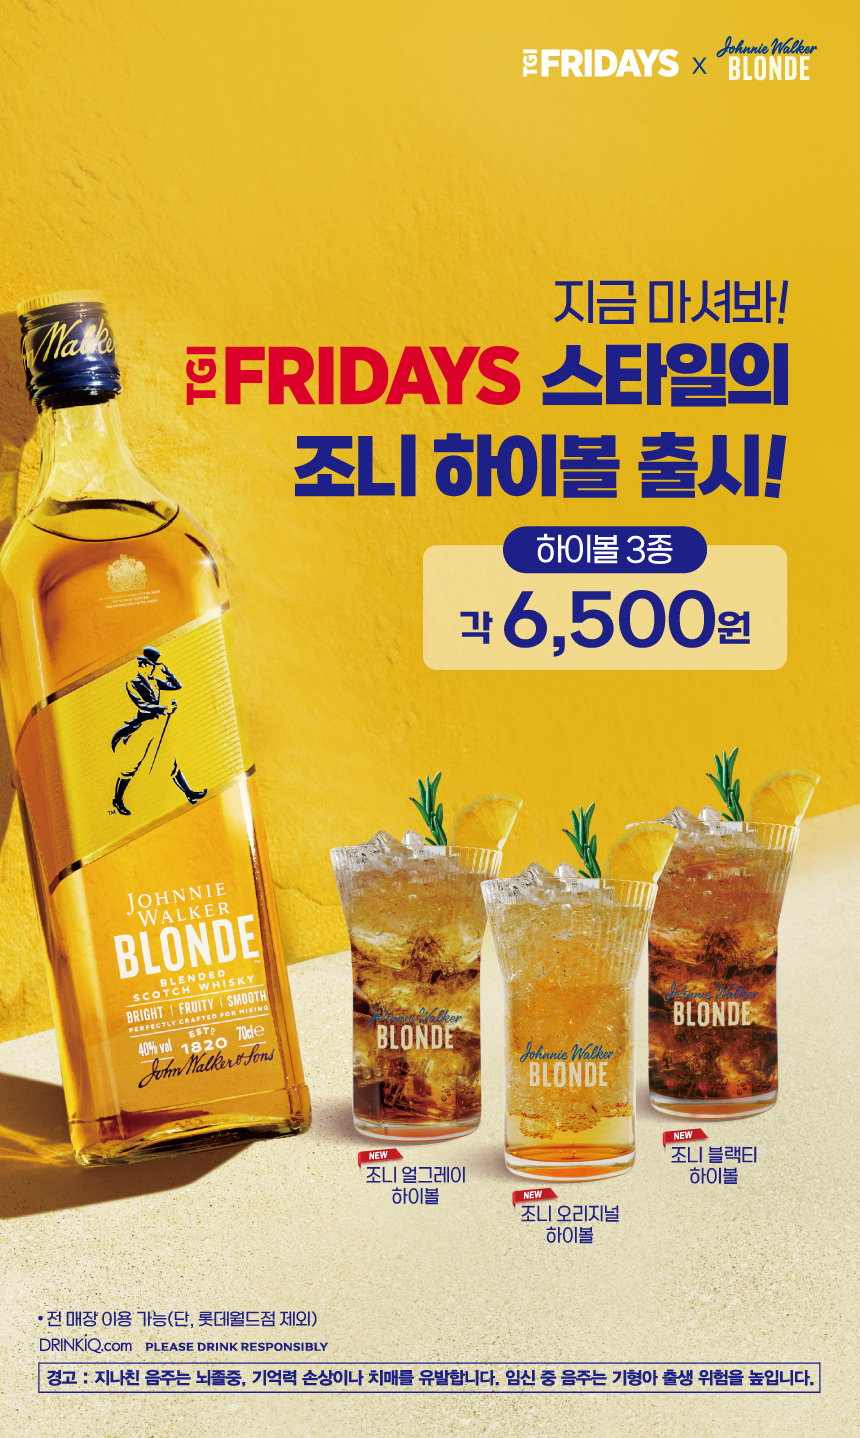 TGI FRIDAYS X Johnnie Walker BLONDE
지금 마셔봐!
TGI FRIDAYS 스타일의
조니 하이볼 출시!
하이볼 3종
각 6,500원
Walke
TM
JOHNNIE
WALKER
BLONDE
BLENDED
SCOTCH WHISKY
BRIGHT | FRUITY | SMOOTH
PERFECTLY CRAFTED FOR MIXING
ESTD
40% vol 1820 70cl e
John Walker & Sons
Johnnie Walker
BLONDE
Johnnie Walker
BLONDE
Johnnie Walker
BLONDE
NEW
조니 얼그레이
하이볼
NEW
조니 오리지널
하이볼
NEW
조니 블랙티
하이볼
• 전 매장 이용 가능(단, 롯데월드점 제외)
DRINKiQ.com PLEASE DRINK RESPONSIBLY
경고 : 지나친 음주는 뇌졸중, 기억력 손상이나 치매를 유발합니다. 임신 중 음주는 기형아 출생 위험을 높입니다.